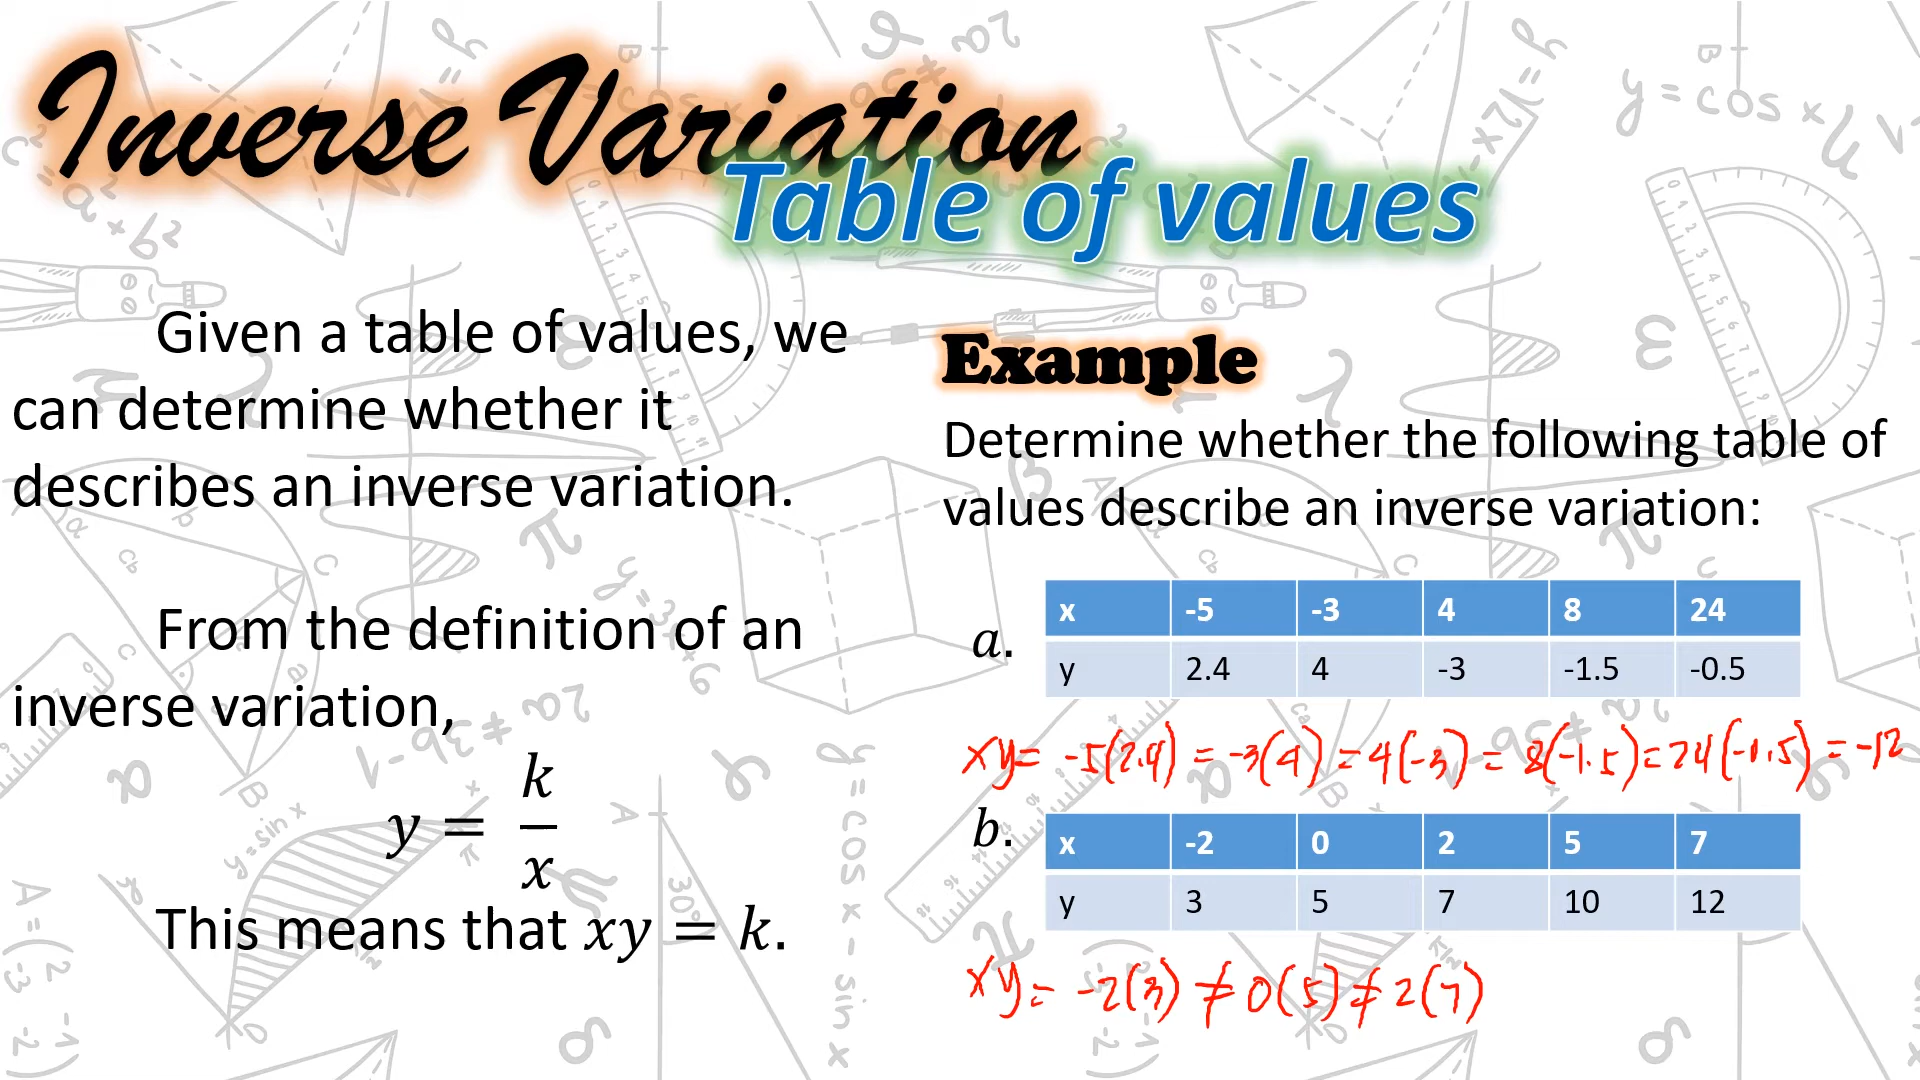 Inverse Variation
Table of values
Given a table of values, we
can determine whether it
describes an inverse variation.
From the definition of an
inverse variation,
y = k/x
This means that xy = k.
Example
Determine whether the following table of
values describe an inverse variation:
a.
x -5 -3 4 8 24
y 2.4 4 -3 -1.5 -0.5
xy = -5(2.4) = -3(4) = 4(-3) = 8(-1.5) = 24(-0.5) = -12
b.
x -2 0 2 5 7
y 3 5 7 10 12
xy = -2(3) ≠ 0(5) ≠ 2(7)